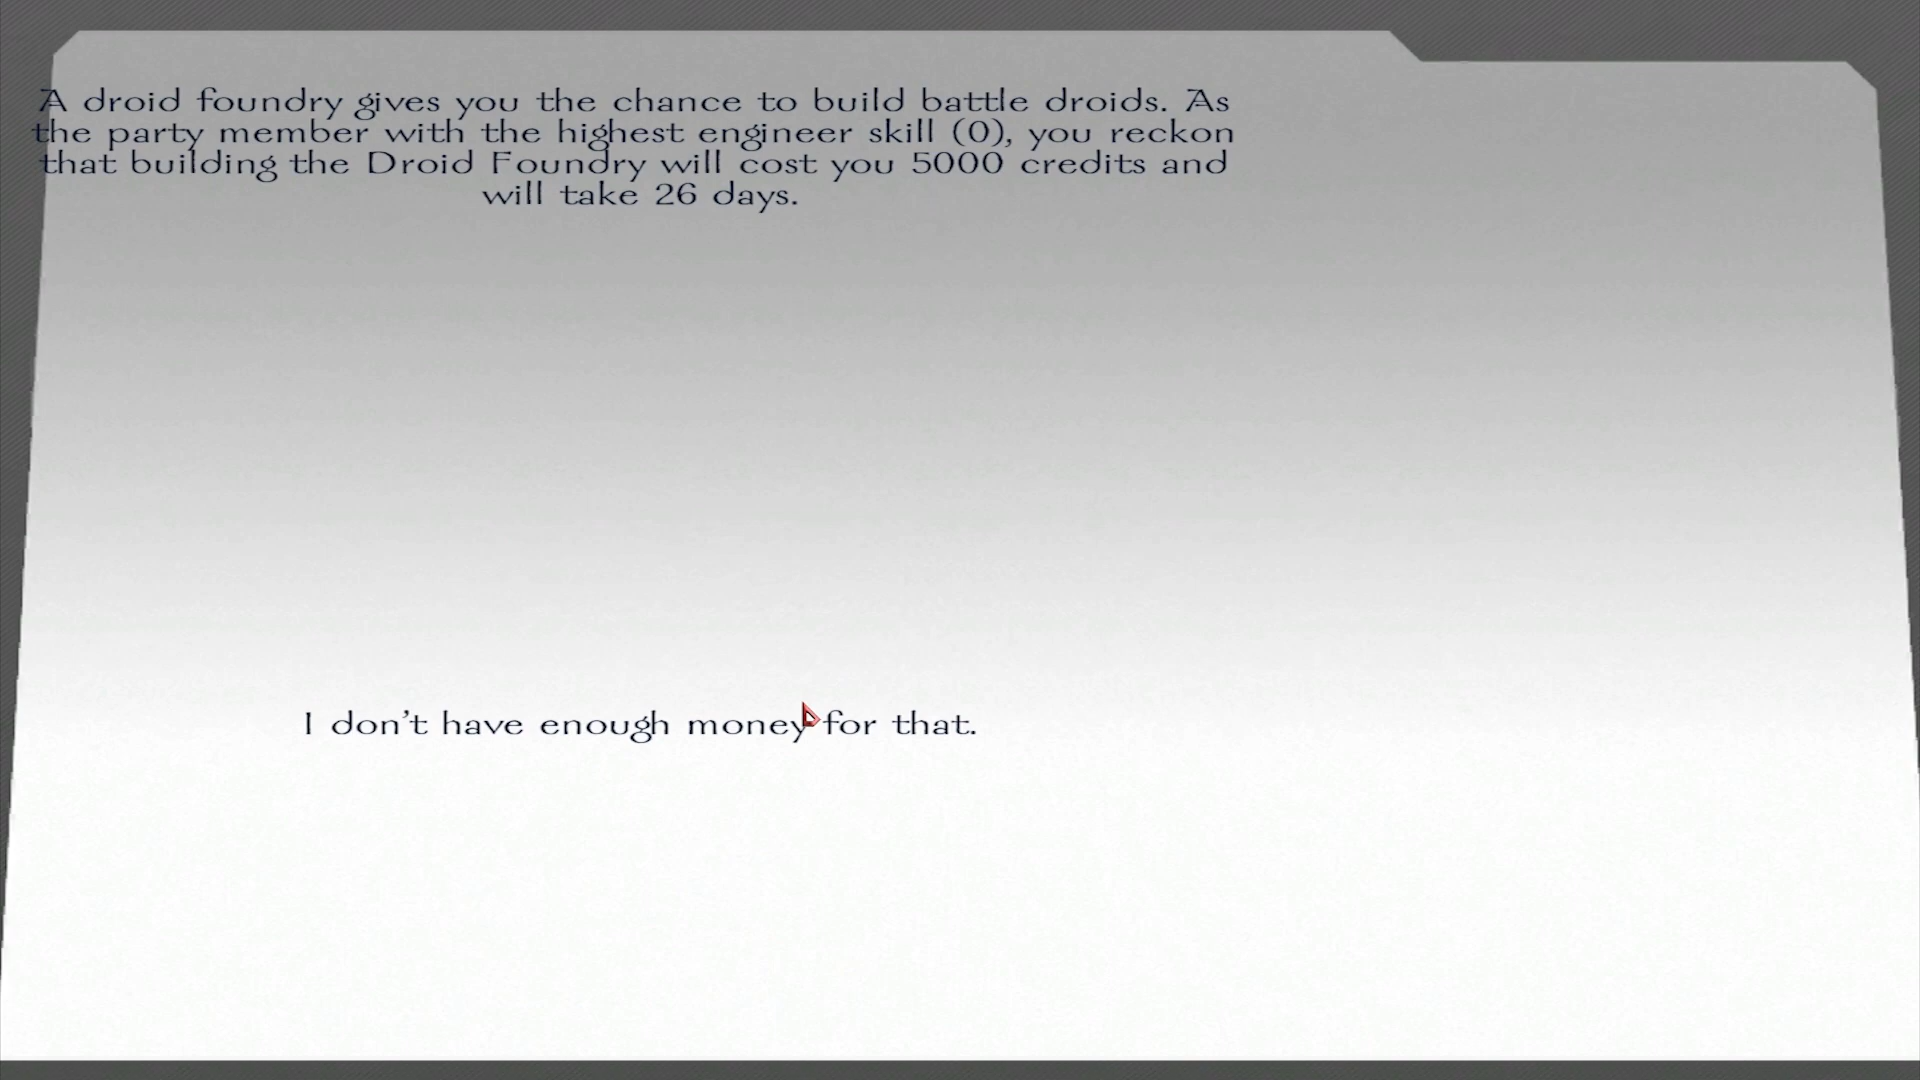 A droid foundry gives you the chance to build battle droids. As
the party member with the highest engineer skill (0), you reckon
that building the Droid Foundry will cost you 5000 credits and
will take 26 days.
I don't have enough money for that.